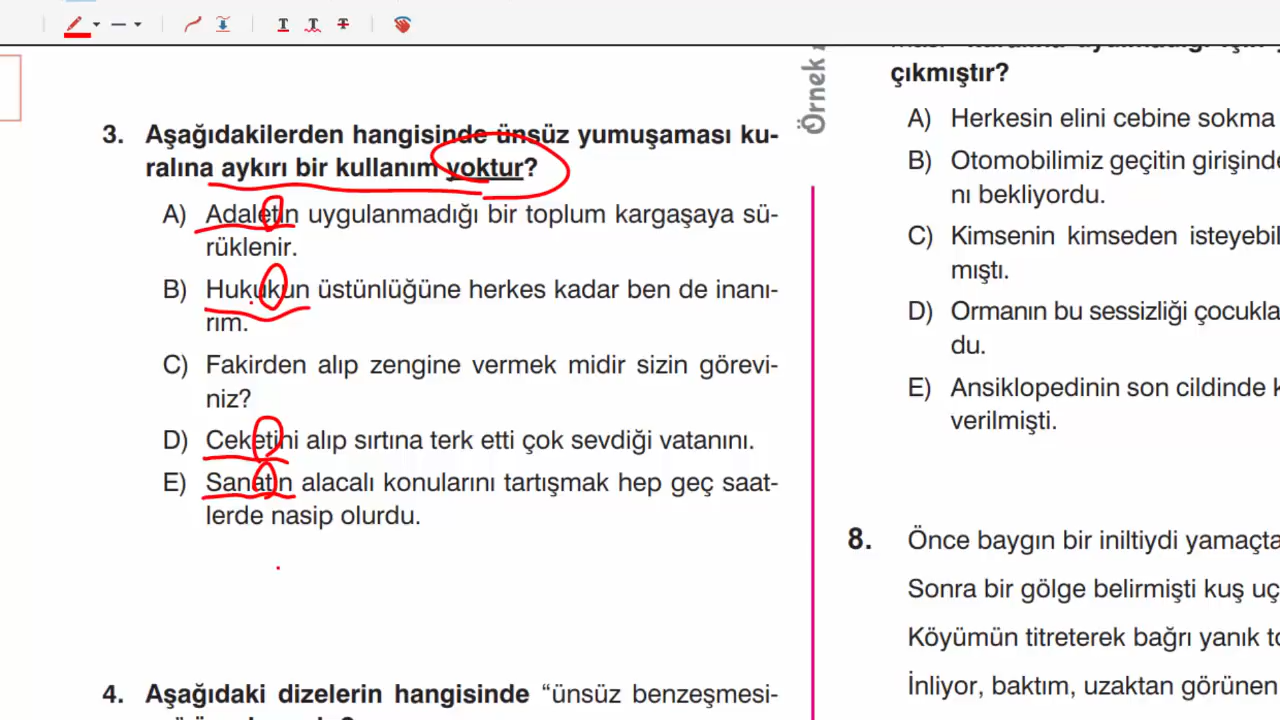 Örnek
3. Aşağıdakilerden hangisinde ünsüz yumuşaması ku-
ralına aykırı bir kullanım yoktur?
A) Adaletin uygulanmadığı bir toplum kargaşaya sü-
rüklenir.
B) Hukukun üstünlüğüne herkes kadar ben de inanı-
rım.
C) Fakirden alıp zengine vermek midir sizin görevi-
niz?
D) Ceketini alıp sırtına terk etti çok sevdiği vatanını.
E) Sanatın alacalı konularını tartışmak hep geç saat-
lerde nasip olurdu.
4. Aşağıdaki dizelerin hangisinde “ünsüz benzeşmesi-
çıkmıştır?
A) Herkesin elini cebine sokma
B) Otomobilimiz geçitin girişinde
nı bekliyordu.
C) Kimsenin kimseden isteyebil
mıştı.
D) Ormanın bu sessizliği çocukla
du.
E) Ansiklopedinin son cildinde
verilmişti.
8. Önce baygın bir iniltiydi yamaçta
Sonra bir gölge belirmişti kuş uç
Köyümün titreterek bağrı yanık
İnliyor, baktım, uzaktan görünen